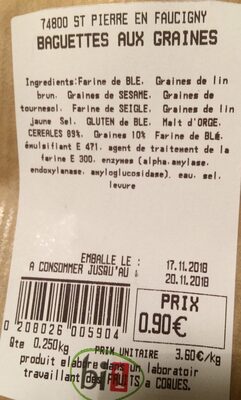 74800 ST PIERRE EN FAUCIGNY
BAGUETTES AUX GRAINES
Ingredients:Farine de BLE. Graines de lin
brun. Graines de SESAME. Graines de
tournesol. Farine de SEIGLE. Graines de lin
jaune Sel. GLUTEN de BLE. Malt d'ORGE.
CEREALES 89%. Graines 10% Farine de BLé.
émulsifiant E 471. agent de traitement de la
farine E 300. enzymes (alpha.amylase.
endoxylanase. amyloglucosidase). eau. sel.
levure
EMBALLE LE : 17.11.2018
A CONSOMMER JUSQU'AU : 20.11.2018
PRIX
0.90€
0 208026 005904
Qte 0.250kg PRIX UNITAIRE 3.60€/kg
produit elabore dans un laboratoir
travaillant des FRUITS a COQUES.